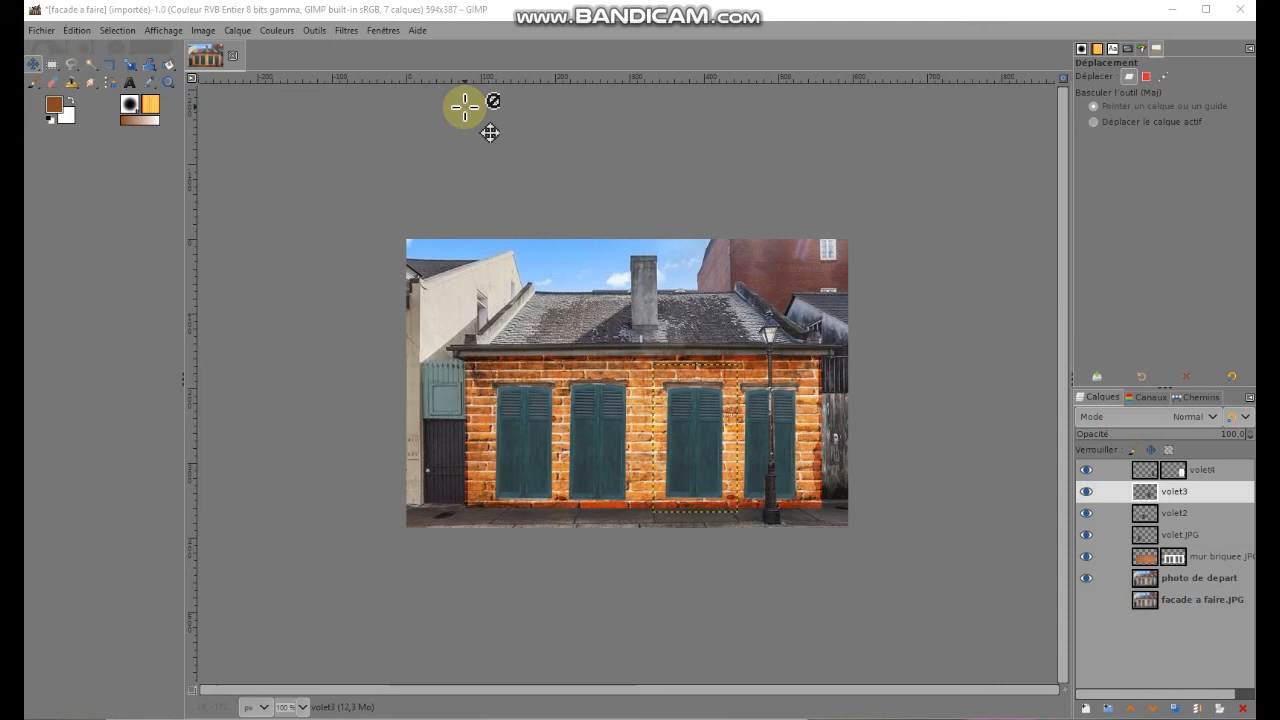 *[facade a faire] (importée)-1.0 (Couleur RVB Entier 8 bits gamma, GIMP built-in sRGB, 7 calques) 594x387 – GIMP
www.BANDICAM.com
Fichier Édition Sélection Affichage Image Calque Couleurs Outils Filtres Fenêtres Aide
Déplacement
Déplacer :
Basculer l'outil (Maj)
Pointer un calque ou un guide
Déplacer le calque actif
Calques Canaux Chemins
Mode Normal
Opacité 100,0
Verrouiller :
volet4
volet3
volet2
volet.JPG
mur briquee.JPG
photo de depart
facade a faire.JPG
px 100 % volet3 (12,3 Mo)